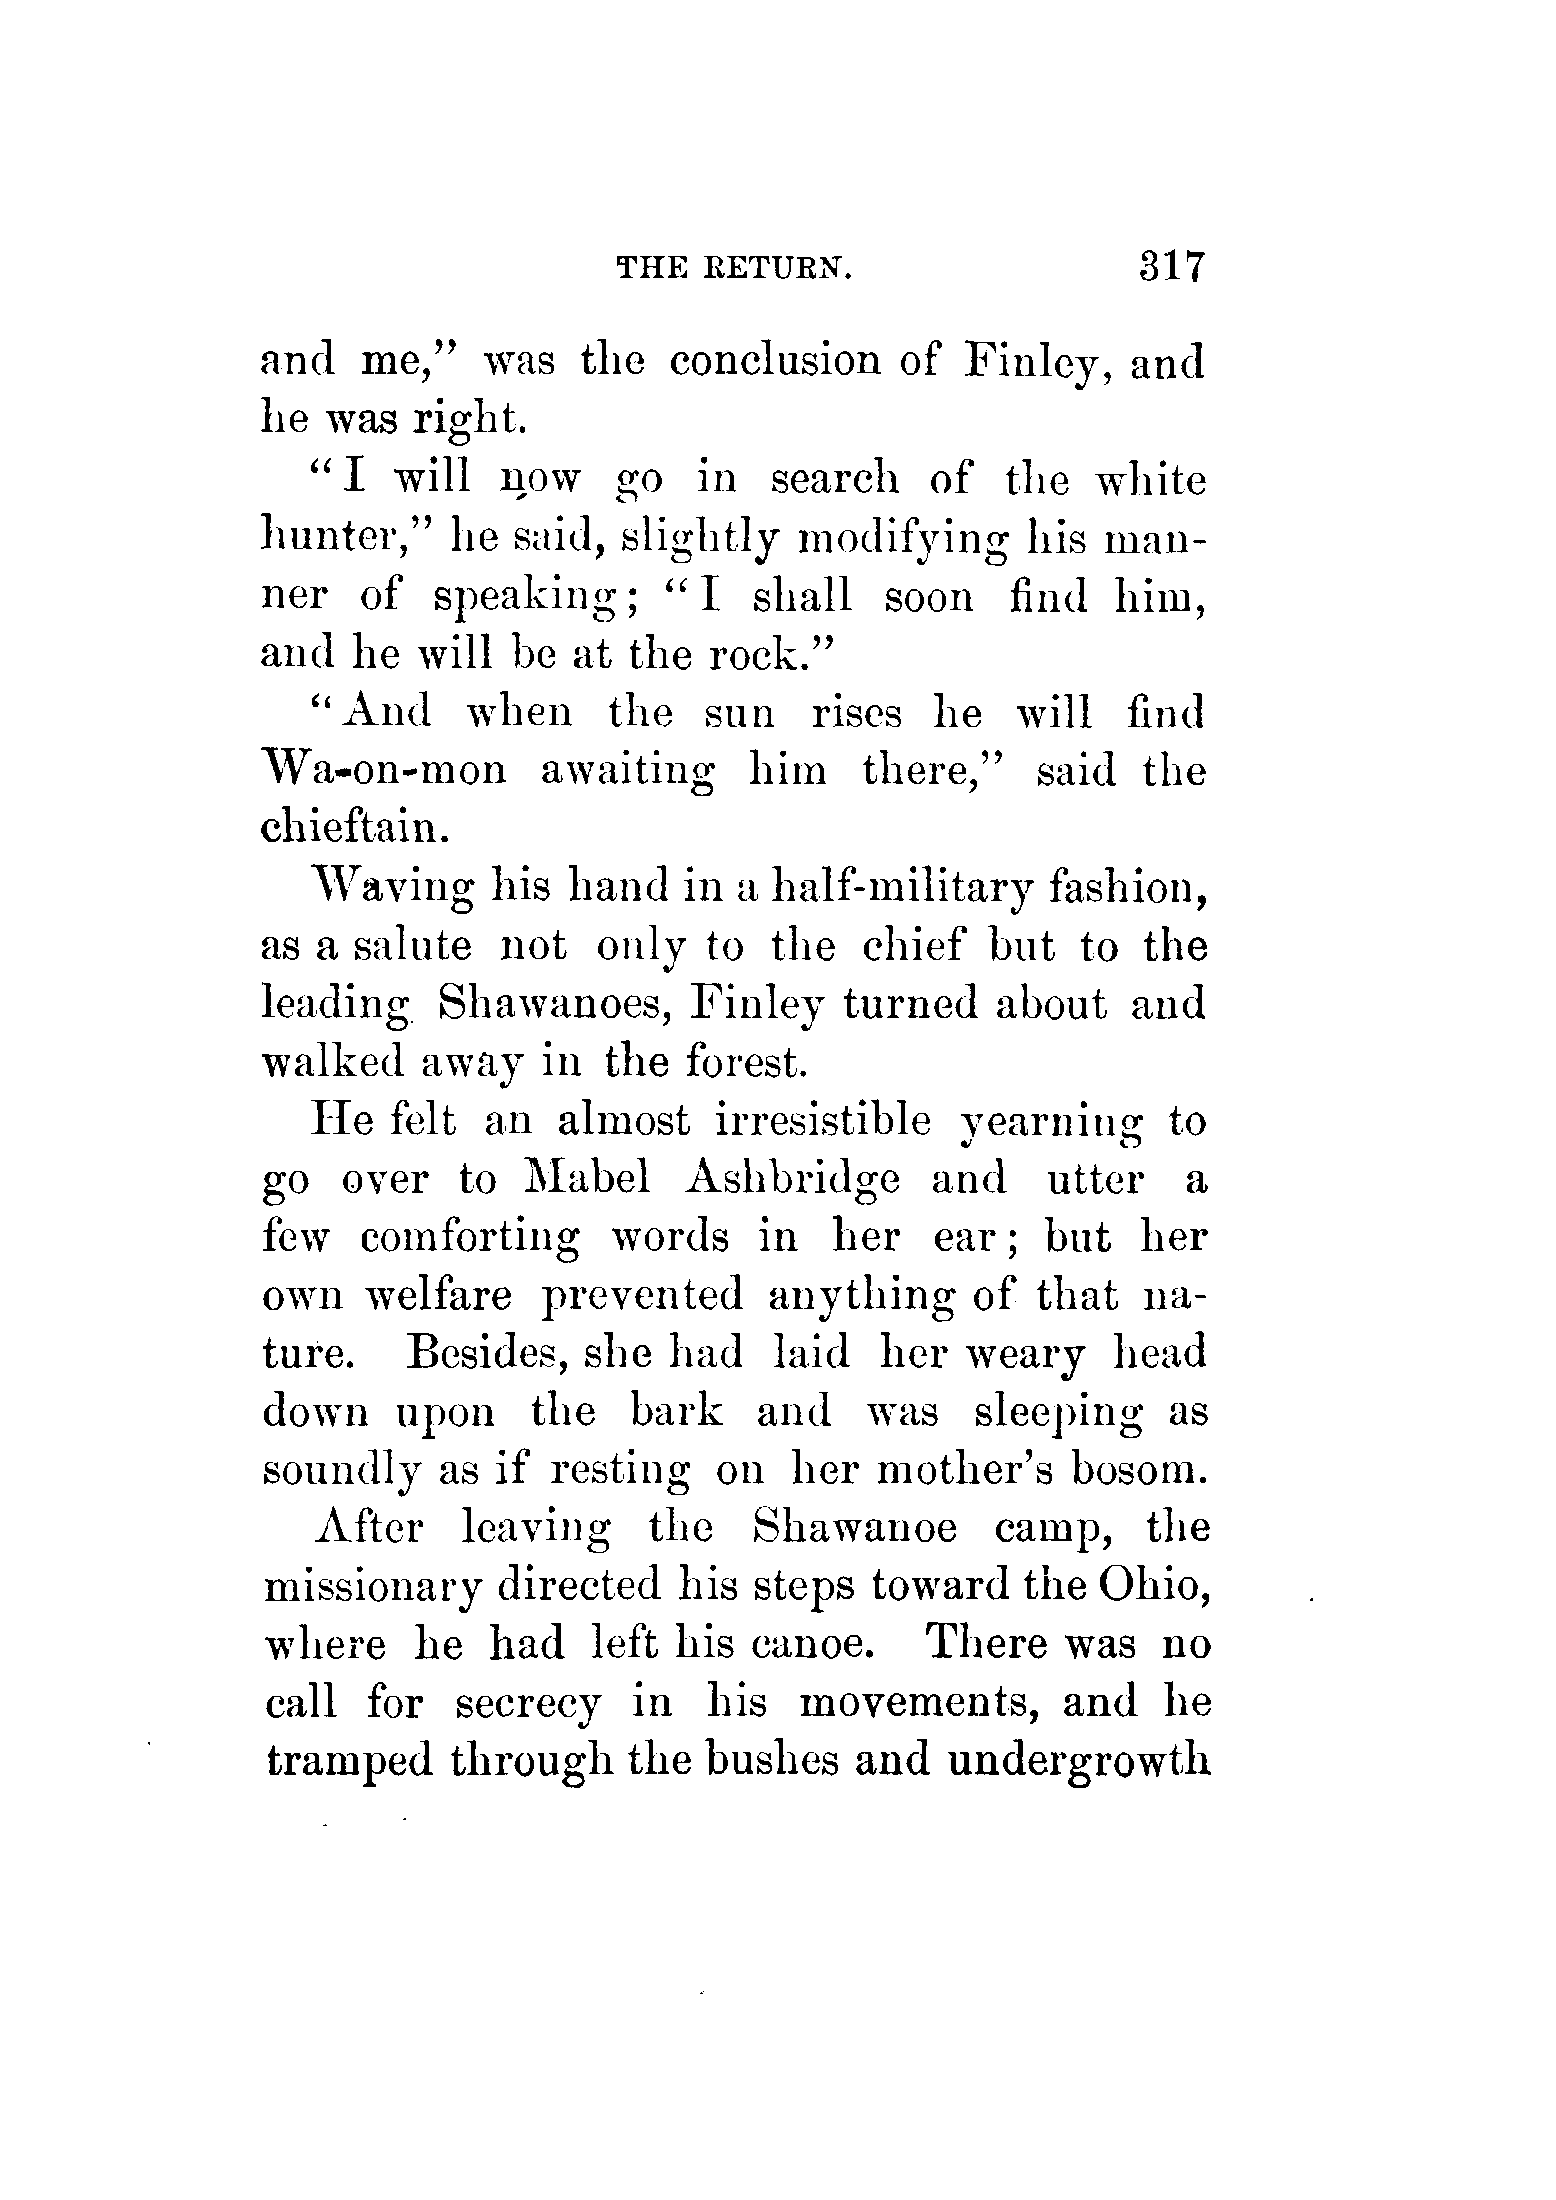 THE RETURN. 317
and me,” was the conclusion of Finley, and
he was right.
“I will now go in search of the white
hunter,” he said, slightly modifying his man-
ner of speaking; “I shall soon find him,
and he will be at the rock.”
“And when the sun rises he will find
Wa-on-mon awaiting him there,” said the
chieftain.
Waving his hand in a half-military fashion,
as a salute not only to the chief but to the
leading Shawanoes, Finley turned about and
walked away in the forest.
He felt an almost irresistible yearning to
go over to Mabel Ashbridge and utter a
few comforting words in her ear; but her
own welfare prevented anything of that na-
ture. Besides, she had laid her weary head
down upon the bark and was sleeping as
soundly as if resting on her mother’s bosom.
After leaving the Shawanoe camp, the
missionary directed his steps toward the Ohio,
where he had left his canoe. There was no
call for secrecy in his movements, and he
tramped through the bushes and undergrowth